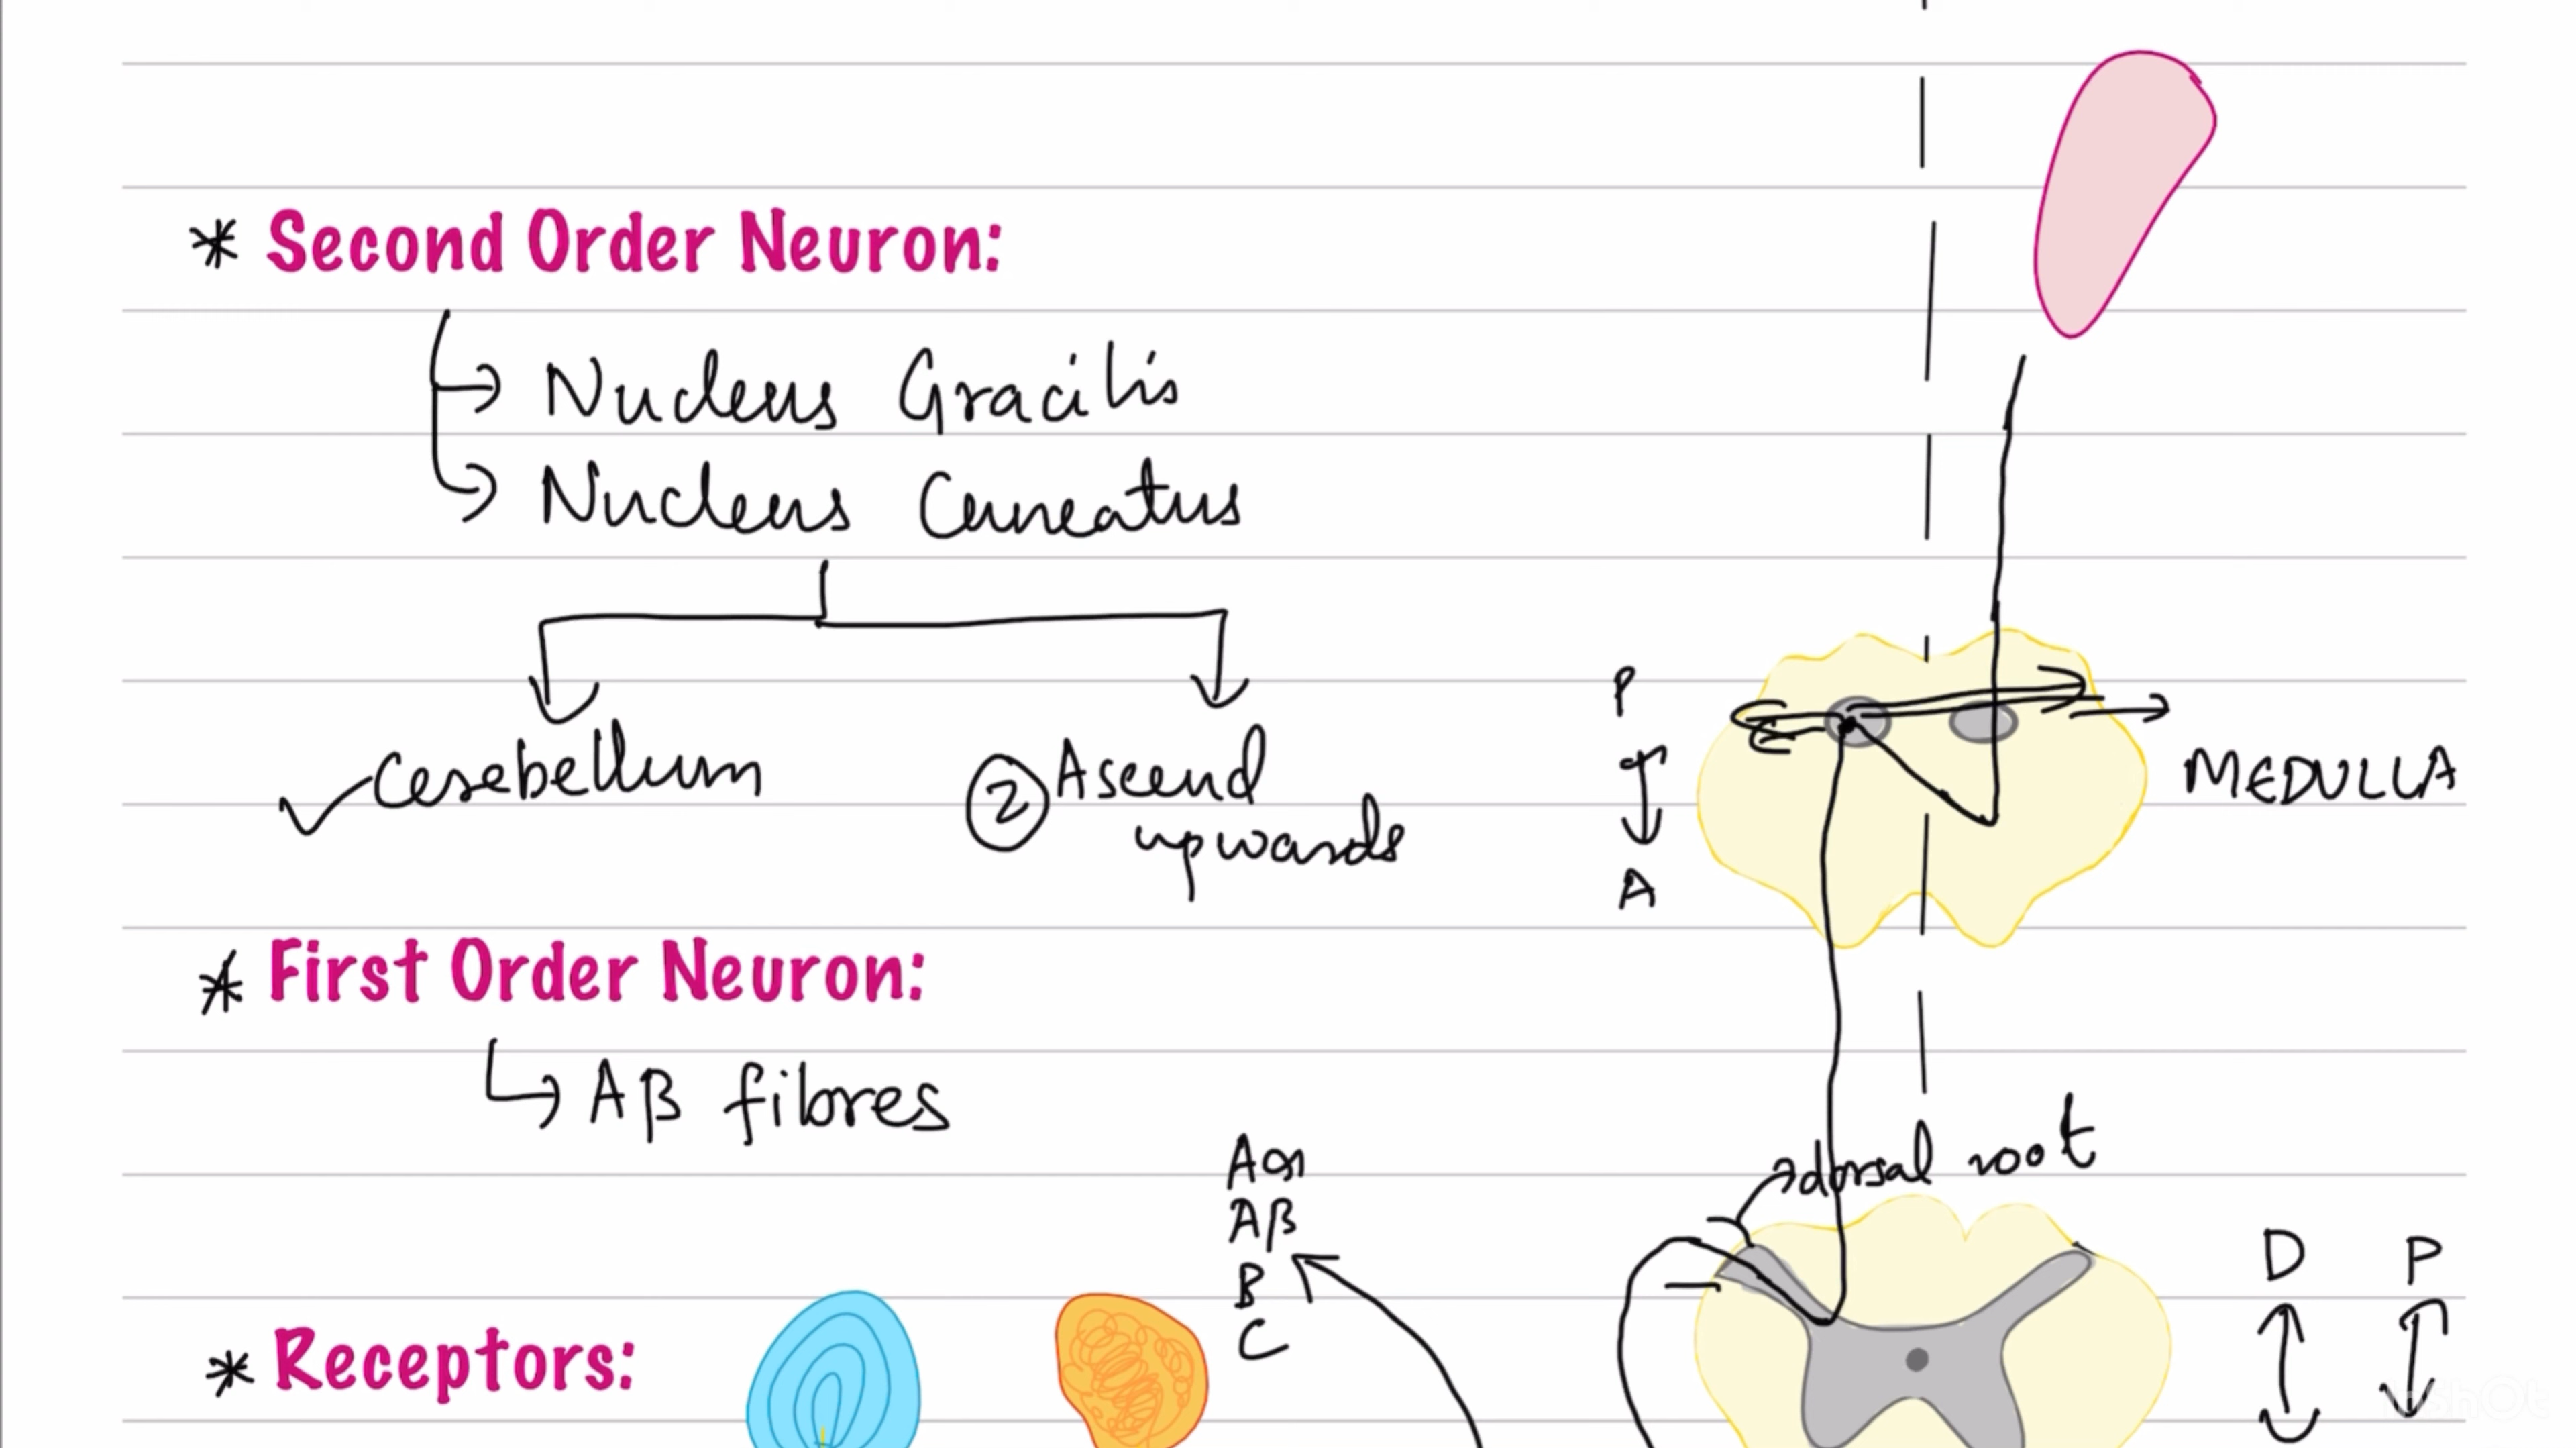 * Second Order Neuron:
→ Nucleus Gracilis
→ Nucleus Cuneatus
✓ Cerebellum
② Ascend
upwards
P
A
MEDULLA
* First Order Neuron:
→ Aβ fibres
dorsal root
Aα
Aβ
B
C
D P
* Receptors: